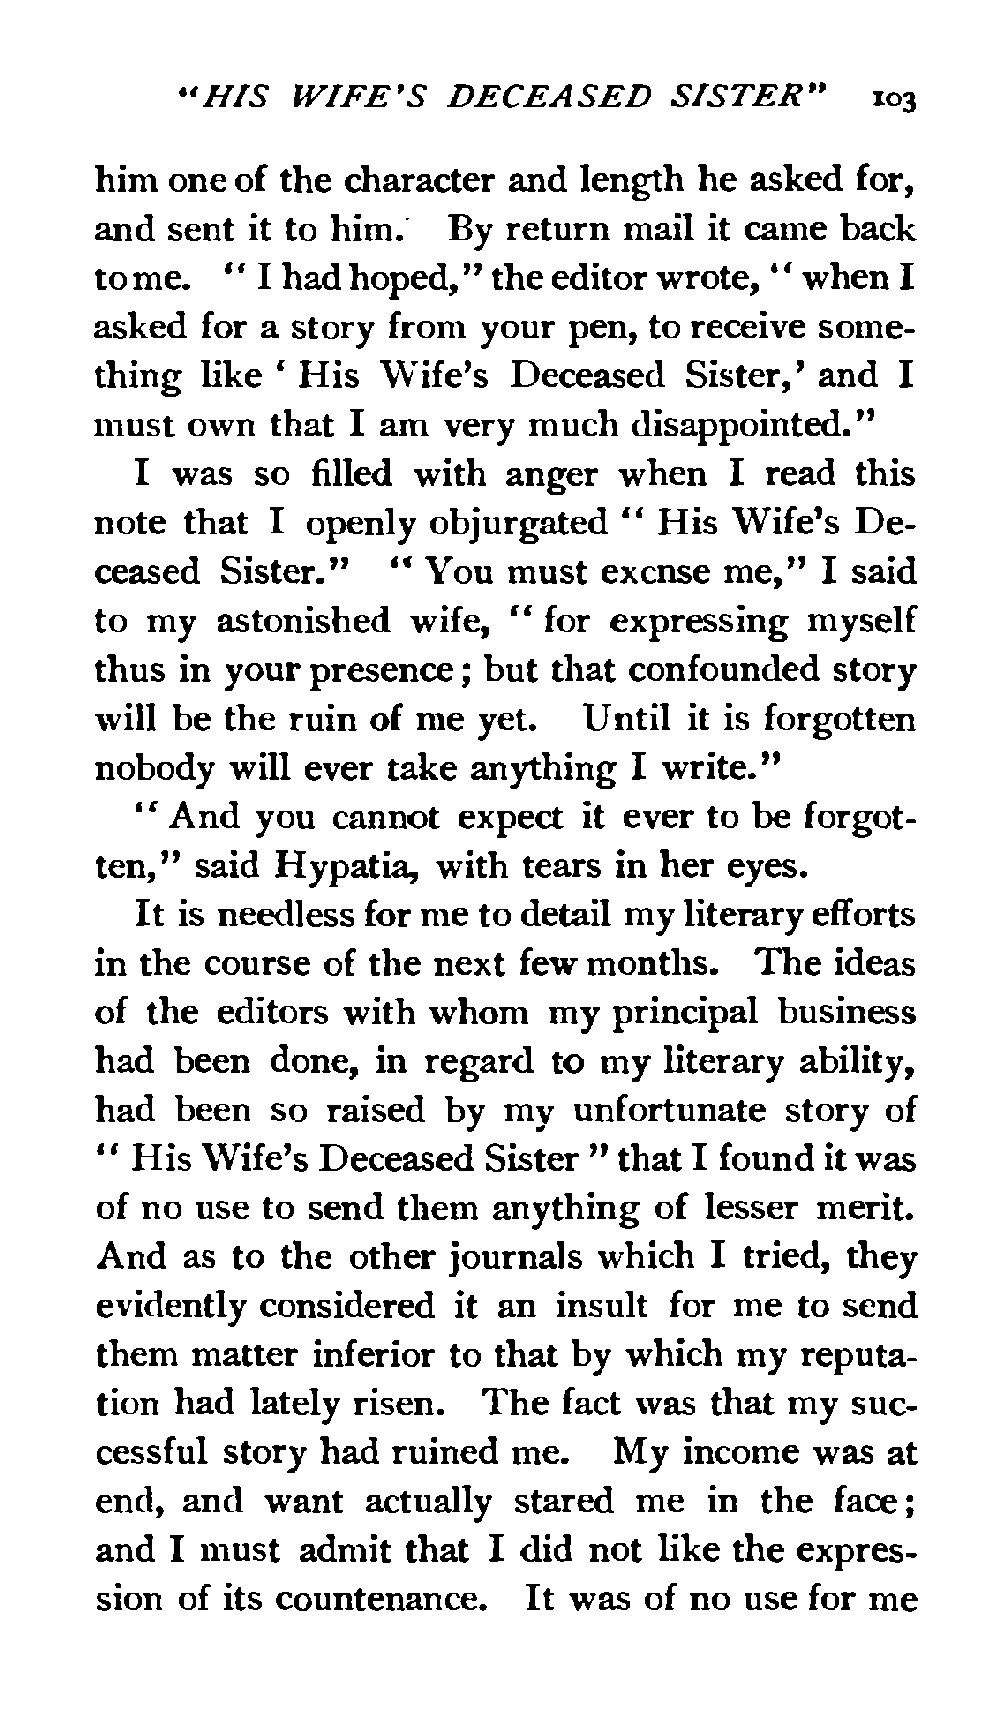 "HIS WIFE'S DECEASED SISTER" 103
him one of the character and length he asked for,
and sent it to him. By return mail it came back
to me. "I had hoped," the editor wrote, "when I
asked for a story from your pen, to receive some-
thing like 'His Wife's Deceased Sister,' and I
must own that I am very much disappointed."
I was so filled with anger when I read this
note that I openly objurgated "His Wife's De-
ceased Sister." "You must excnse me," I said
to my astonished wife, "for expressing myself
thus in your presence; but that confounded story
will be the ruin of me yet. Until it is forgotten
nobody will ever take anything I write."
"And you cannot expect it ever to be forgot-
ten," said Hypatia, with tears in her eyes.
It is needless for me to detail my literary efforts
in the course of the next few months. The ideas
of the editors with whom my principal business
had been done, in regard to my literary ability,
had been so raised by my unfortunate story of
"His Wife's Deceased Sister" that I found it was
of no use to send them anything of lesser merit.
And as to the other journals which I tried, they
evidently considered it an insult for me to send
them matter inferior to that by which my reputa-
tion had lately risen. The fact was that my suc-
cessful story had ruined me. My income was at
end, and want actually stared me in the face;
and I must admit that I did not like the expres-
sion of its countenance. It was of no use for me